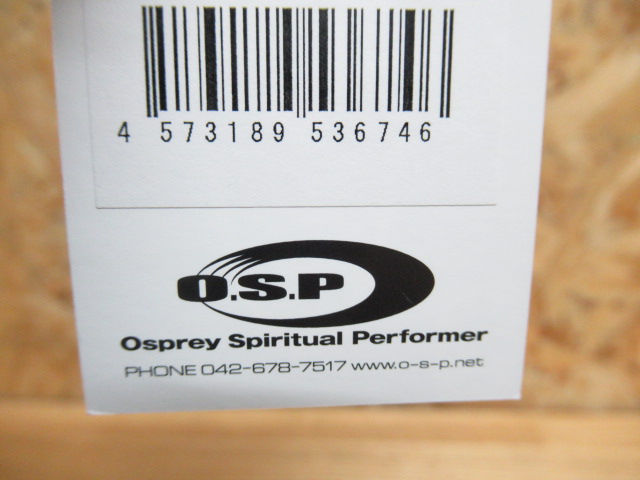 4 573189 536746
O.S.P
Osprey Spiritual Performer
PHONE 042-678-7517 www.o-s-p.net